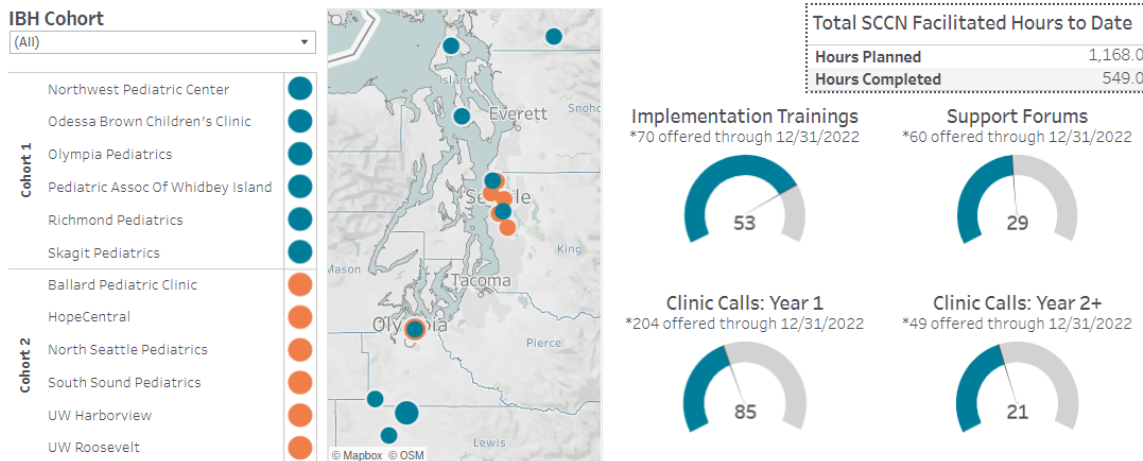 IBH Cohort
(All)
Cohort 1
Northwest Pediatric Center
Odessa Brown Children's Clinic
Olympia Pediatrics
Pediatric Assoc Of Whidbey Island
Richmond Pediatrics
Skagit Pediatrics
Cohort 2
Ballard Pediatric Clinic
HopeCentral
North Seattle Pediatrics
South Sound Pediatrics
UW Harborview
UW Roosevelt
Island
Everett
Snoho
King
Mason
Tacoma
Pierce
Lewis
© Mapbox © OSM
Total SCCN Facilitated Hours to Date
Hours Planned 1,168.0
Hours Completed 549.0
Implementation Trainings
*70 offered through 12/31/2022
53
Support Forums
*60 offered through 12/31/2022
29
Clinic Calls: Year 1
*204 offered through 12/31/2022
85
Clinic Calls: Year 2+
*49 offered through 12/31/2022
21